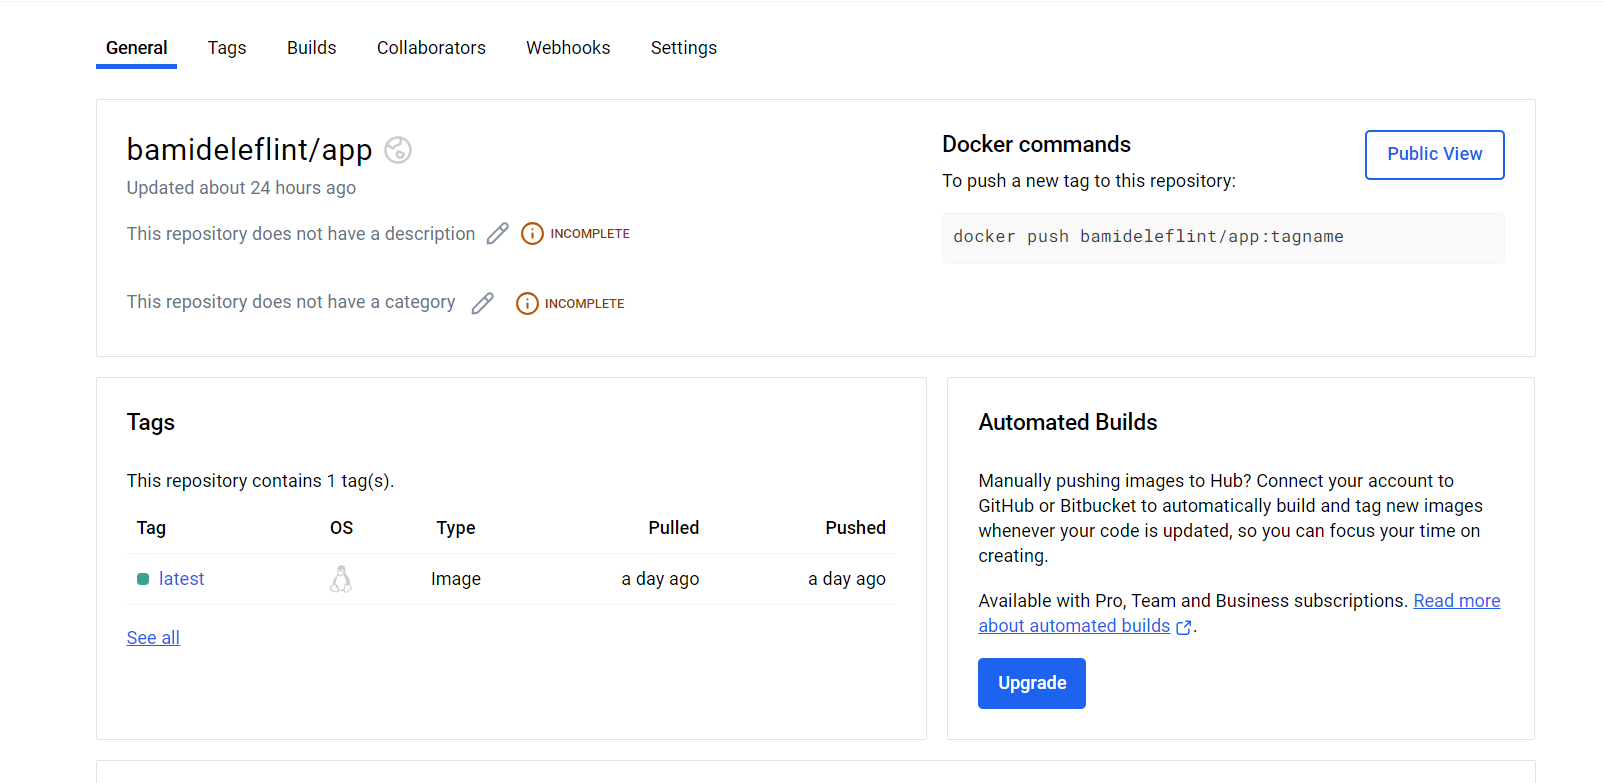 General Tags Builds Collaborators Webhooks Settings
bamideleflint/app
Updated about 24 hours ago
This repository does not have a description INCOMPLETE
This repository does not have a category INCOMPLETE
Docker commands
Public View
To push a new tag to this repository:
docker push bamideleflint/app:tagname
Tags
This repository contains 1 tag(s).
Tag OS Type Pulled Pushed
latest Image a day ago a day ago
See all
Automated Builds
Manually pushing images to Hub? Connect your account to
GitHub or Bitbucket to automatically build and tag new images
whenever your code is updated, so you can focus your time on
creating.
Available with Pro, Team and Business subscriptions. Read more
about automated builds.
Upgrade